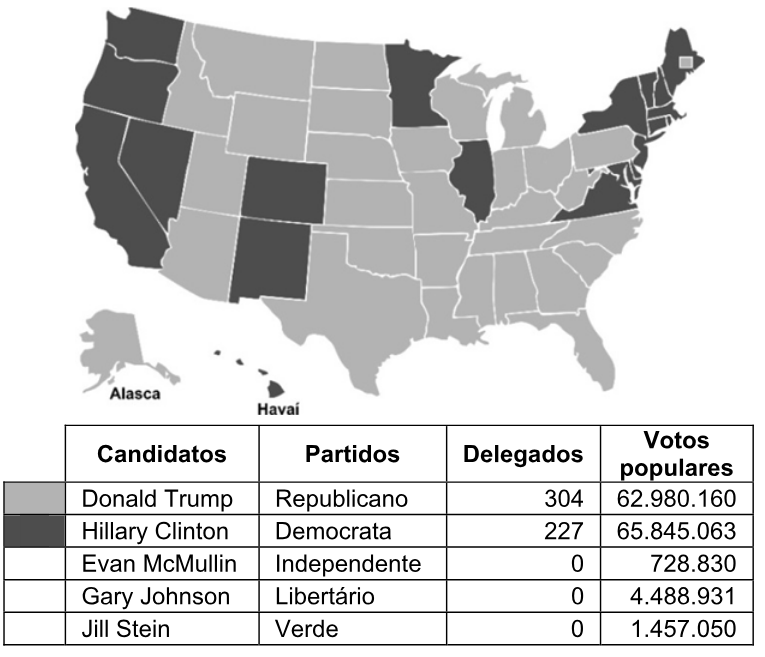 Alasca
Havaí
Candidatos Partidos Delegados Votos populares
Donald Trump Republicano 304 62.980.160
Hillary Clinton Democrata 227 65.845.063
Evan McMullin Independente 0 728.830
Gary Johnson Libertário 0 4.488.931
Jill Stein Verde 0 1.457.050